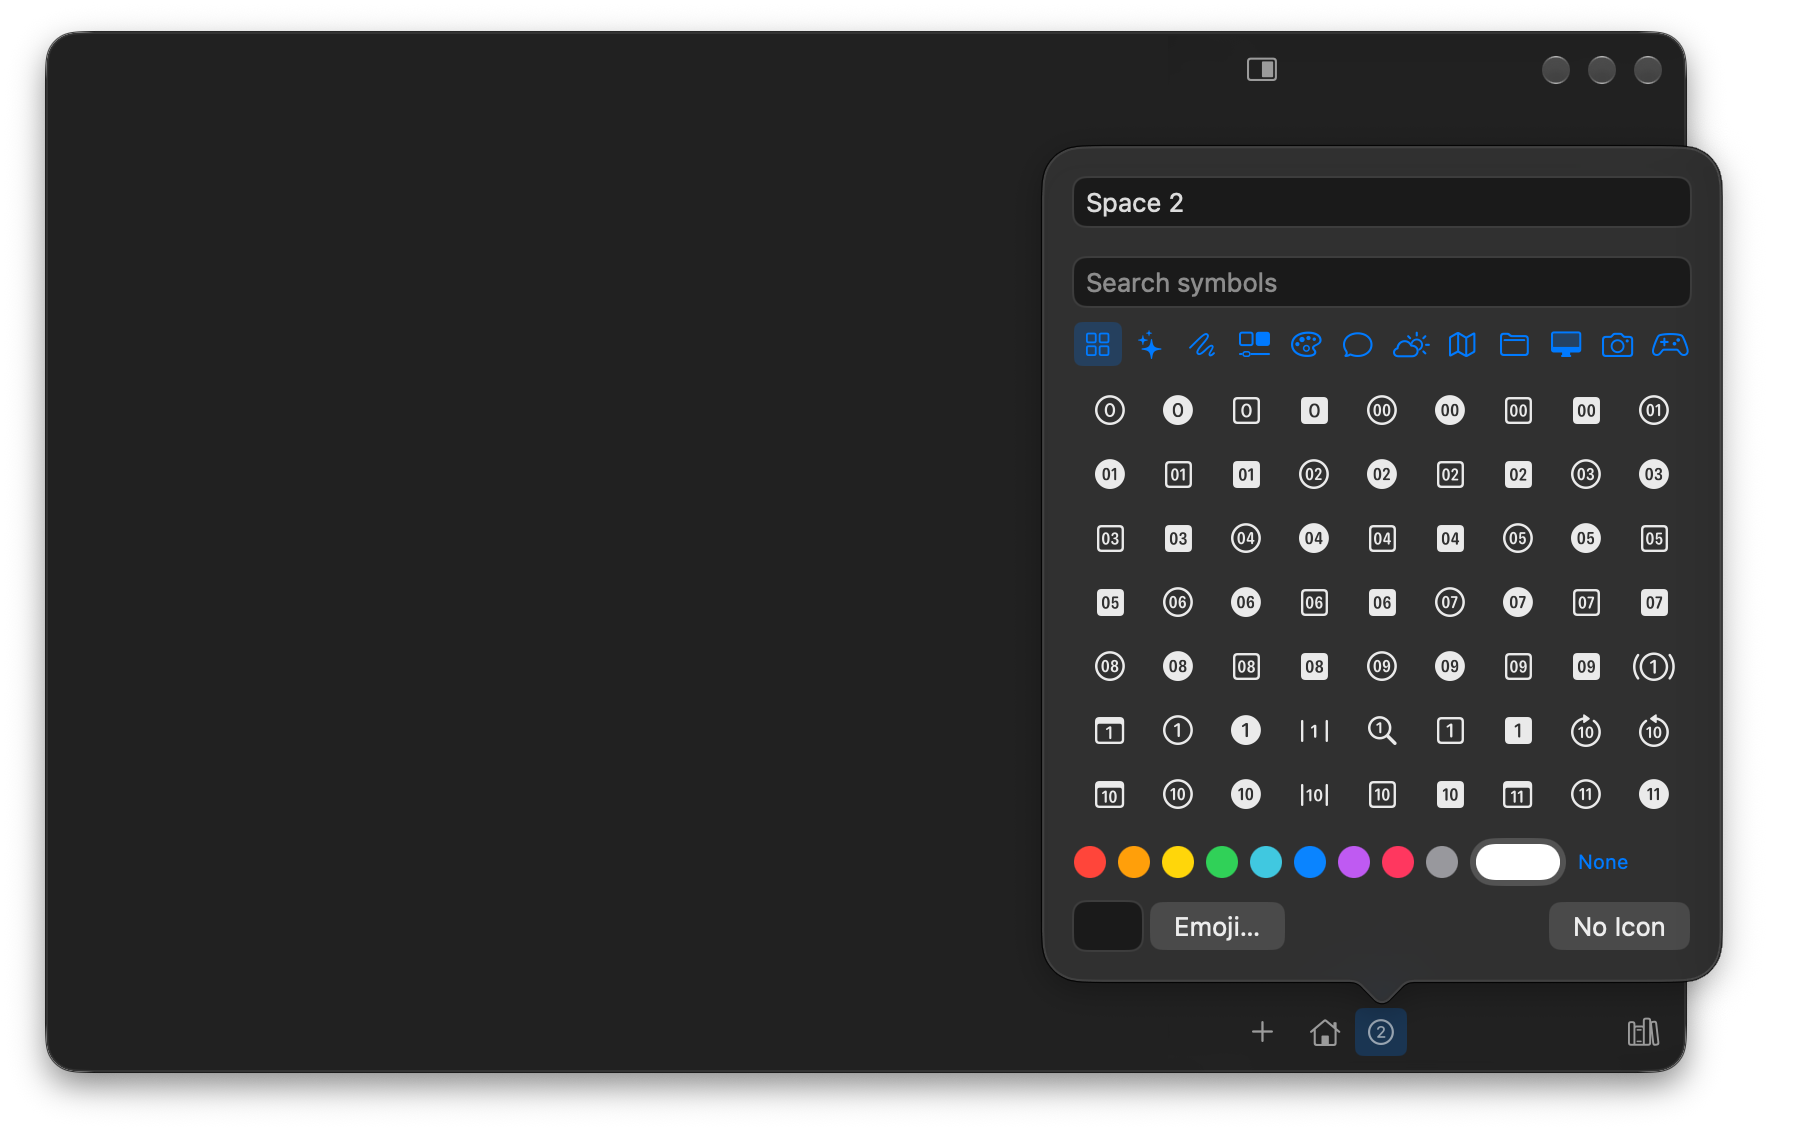 Space 2
Search symbols
0 0 0 0 00 00 00 00 01
01 01 01 02 02 02 02 03 03
03 03 04 04 04 04 05 05 05
05 06 06 06 06 07 07 07 07
08 08 08 08 09 09 09 09 (1)
1 1 1 |1| 1 1 1 10 10
10 10 10 |10| 10 10 11 11 11
None
Emoji... No Icon
2